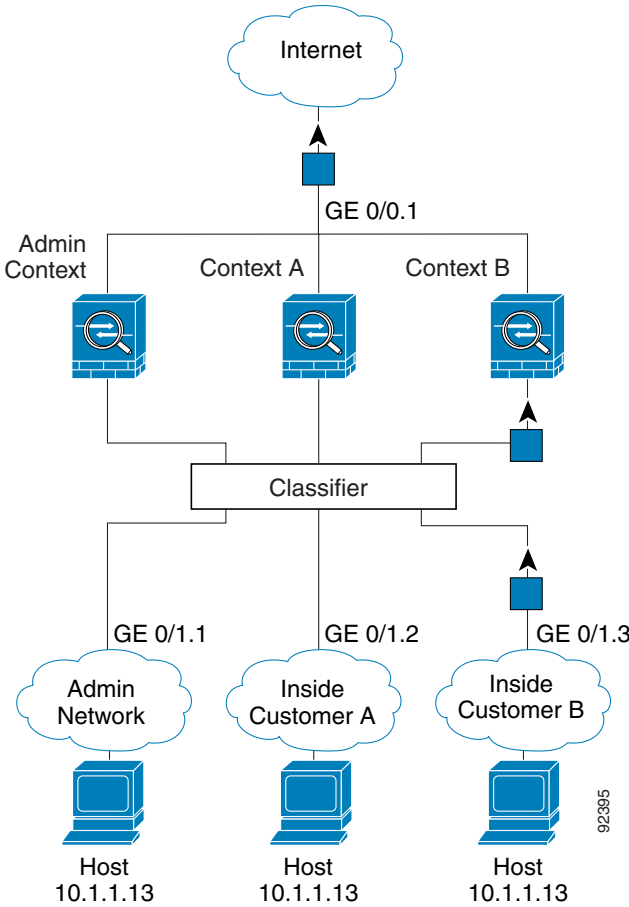 Internet
GE 0/0.1
Admin
Context
Context A
Context B
Classifier
GE 0/1.1
GE 0/1.2
GE 0/1.3
Admin
Network
Inside
Customer A
Inside
Customer B
92395
Host
10.1.1.13
Host
10.1.1.13
Host
10.1.1.13